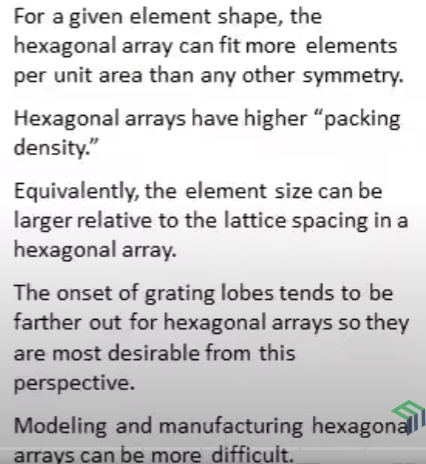 For a given element shape, the
hexagonal array can fit more elements
per unit area than any other symmetry.
Hexagonal arrays have higher “packing
density.”
Equivalently, the element size can be
larger relative to the lattice spacing in a
hexagonal array.
The onset of grating lobes tends to be
farther out for hexagonal arrays so they
are most desirable from this
perspective.
Modeling and manufacturing hexagonal
arrays can be more difficult.